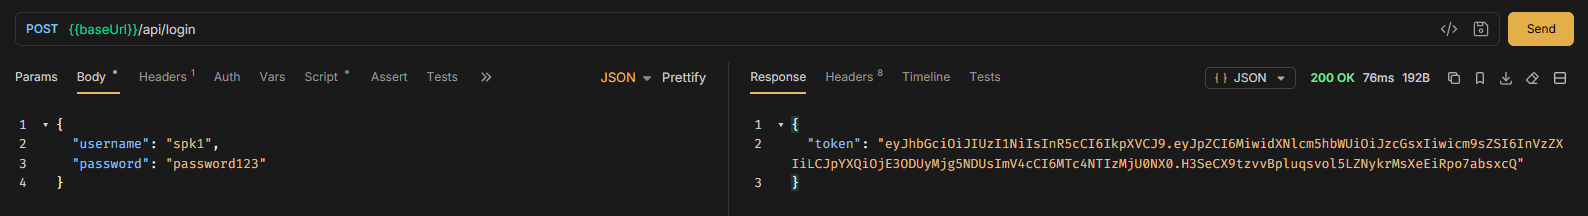 POST {{baseUrl}}/api/login </> Send
Params Body Headers 1 Auth Vars Script Assert Tests >> JSON Prettify
Response Headers 8 Timeline Tests {} JSON 200 OK 76ms 192B
1 {
2 "username": "spk1",
3 "password": "password123"
4 }
1 {
2 "token": "eyJhbGciOiJIUzI1NiIsInR5cCI6IkpXVCJ9.eyJpZCI6MiwidXNlcm5hbWUiOiJzcGsxIiwicm9sZSI6InVzZX
IiLCJpYXQiOjE3ODUyMjg5NDUsImV4cCI6MTc4NTIzMjU0NX0.H3SeCX9tzvvBpluqsvol5LZNykrMsXeEiRpo7absxcQ"
3 }